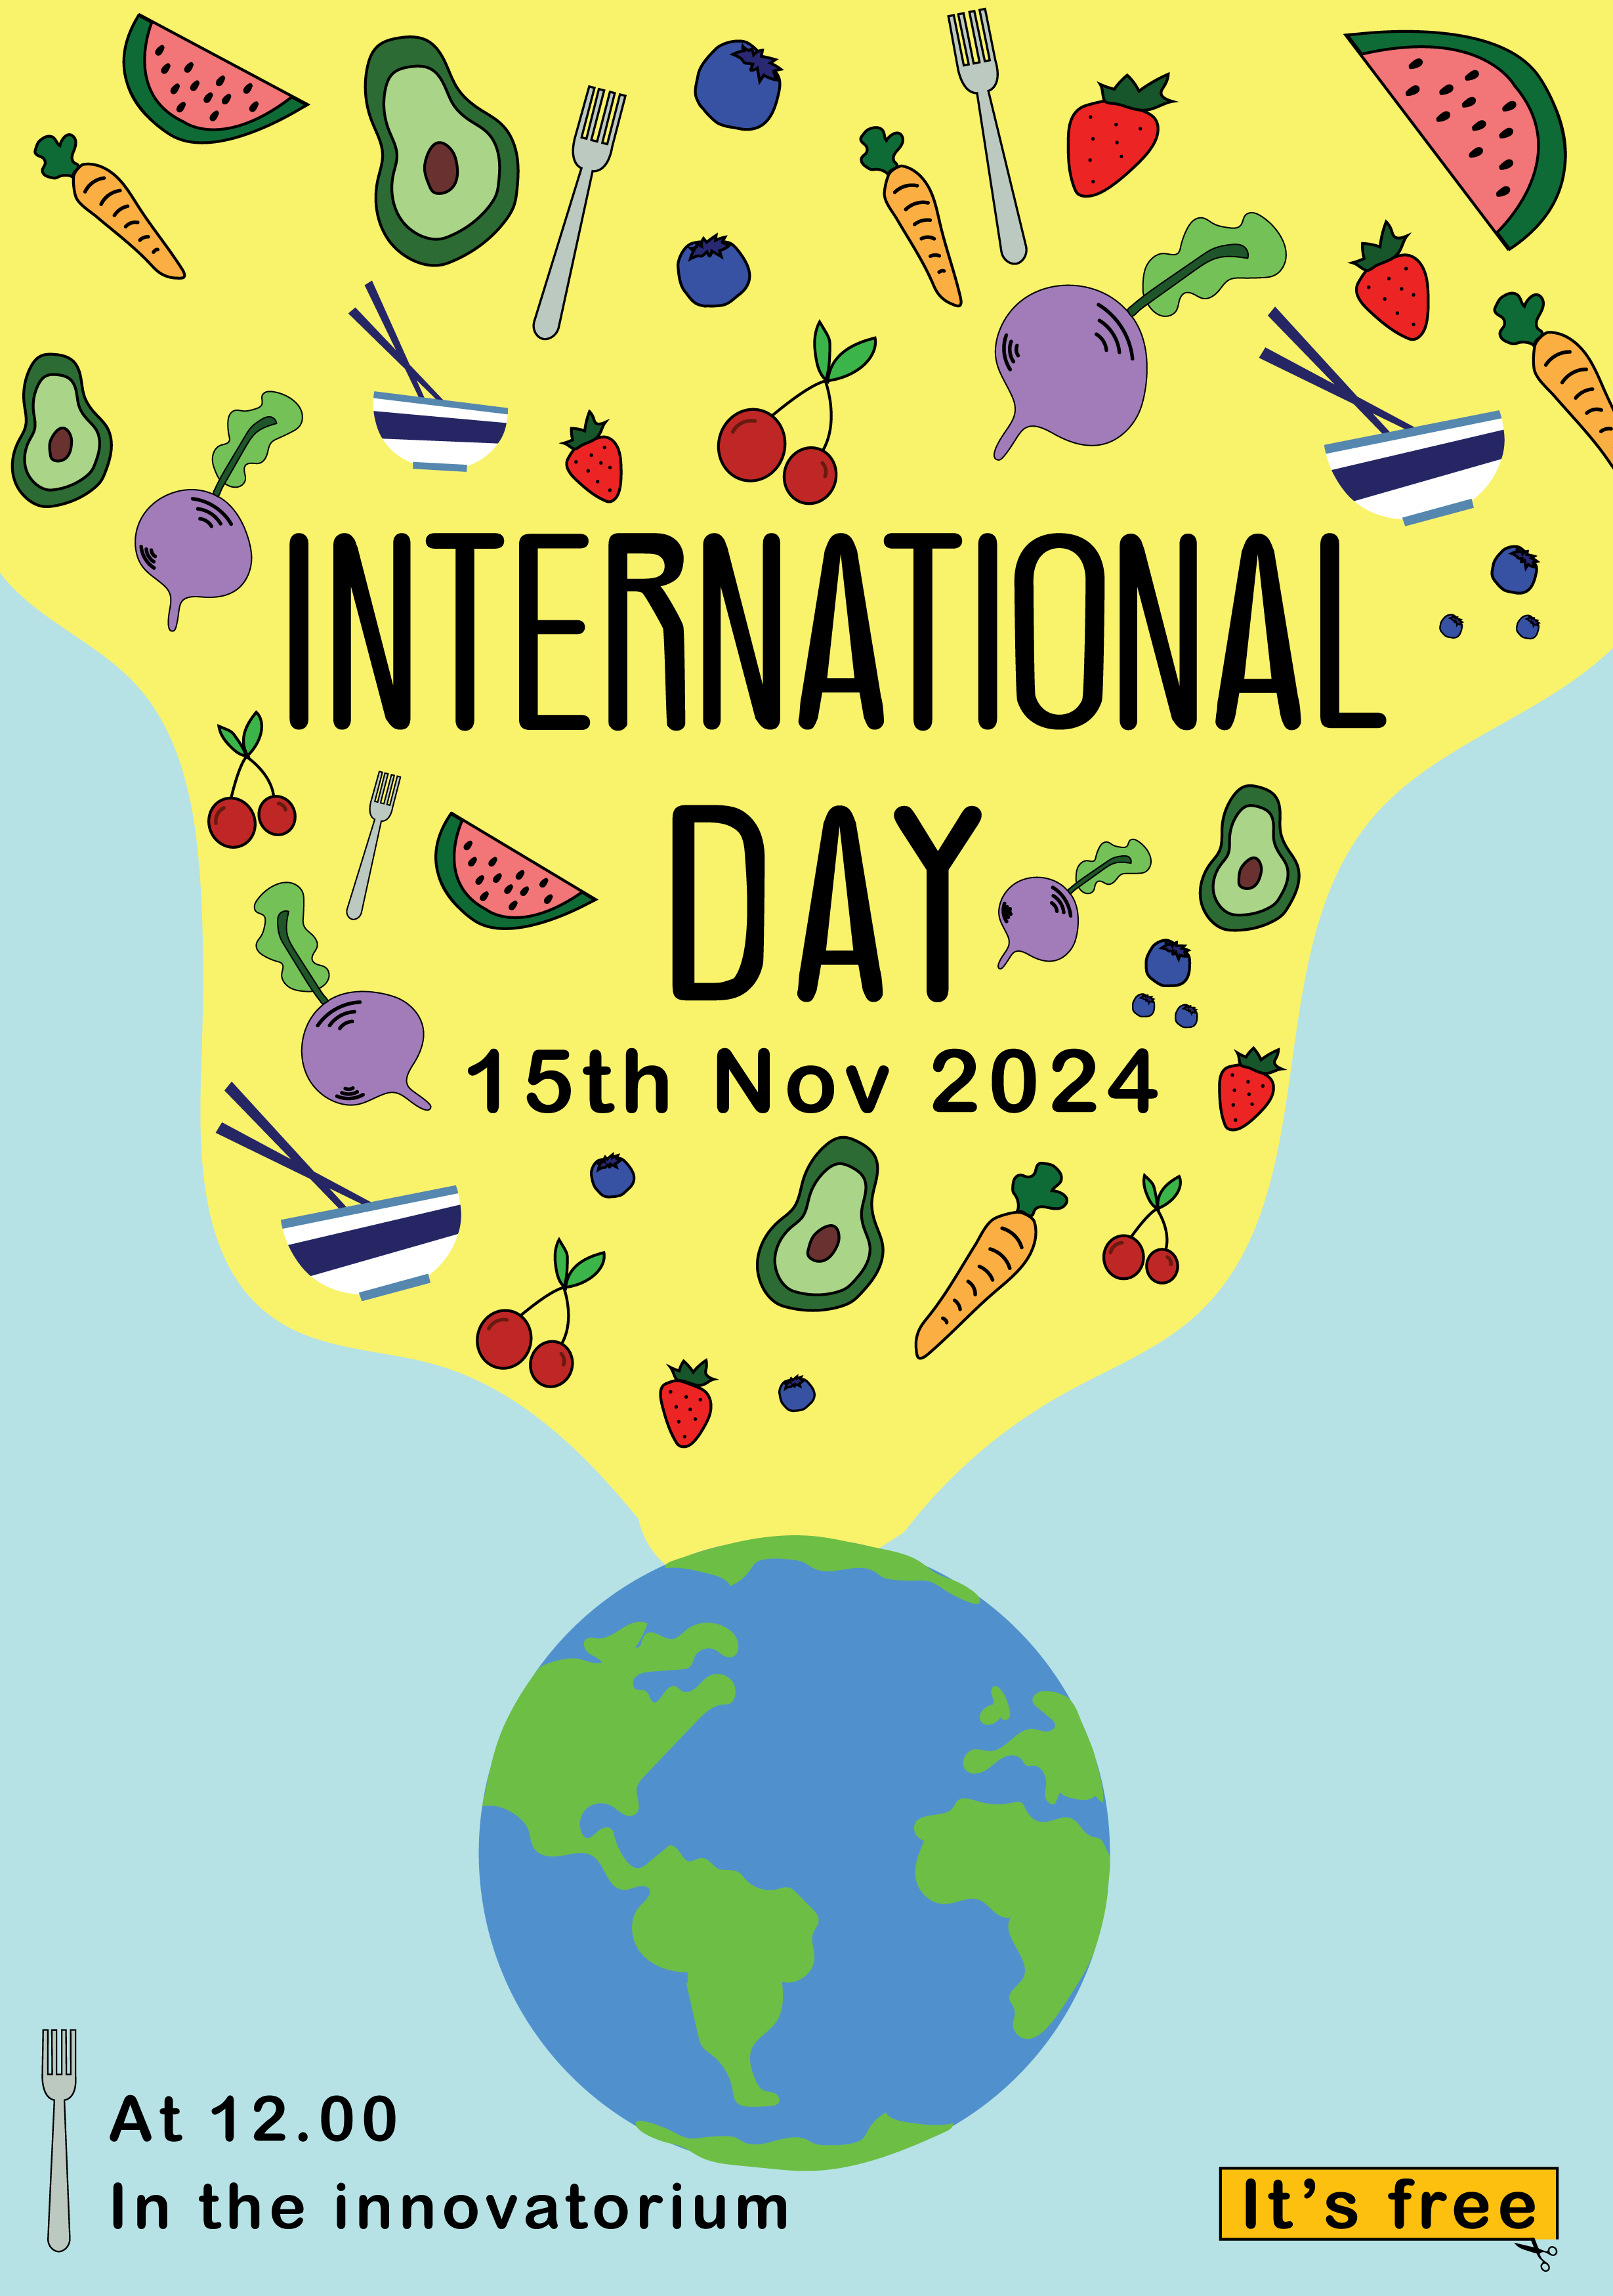 INTERNATIONAL
DAY
15th Nov 2024
At 12.00
In the innovatorium
It's free